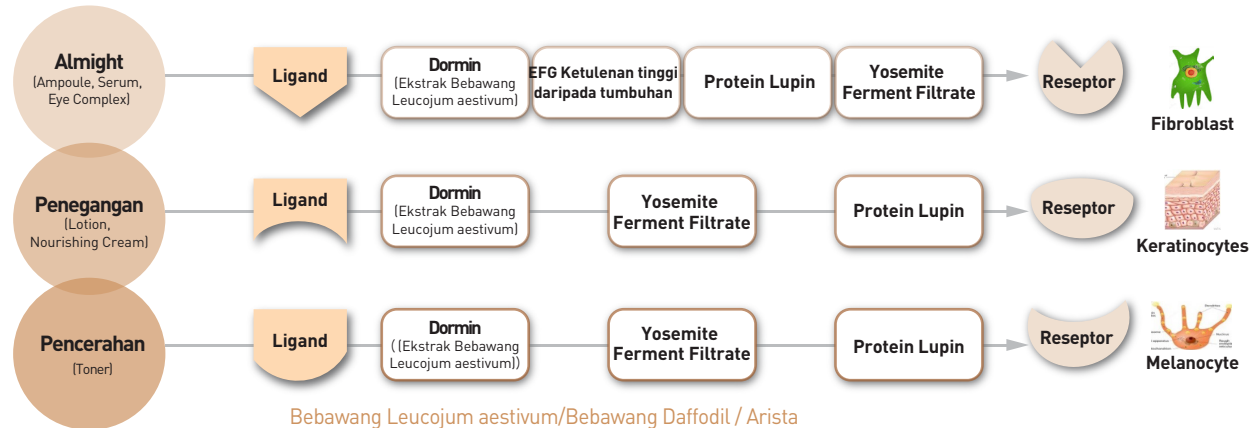 Almight
(Ampoule, Serum,
Eye Complex)
Ligand
Dormin
(Ekstrak Bebawang
Leucojum aestivum)
EFG Ketulenan tinggi
daripada tumbuhan
Protein Lupin
Yosemite
Ferment Filtrate
Reseptor
Fibroblast
Penegangan
(Lotion,
Nourishing Cream)
Ligand
Dormin
(Ekstrak Bebawang
Leucojum aestivum)
Yosemite
Ferment Filtrate
Protein Lupin
Reseptor
Keratinocytes
Pencerahan
(Toner)
Ligand
Dormin
((Ekstrak Bebawang
Leucojum aestivum))
Yosemite
Ferment Filtrate
Protein Lupin
Reseptor
Melanocyte
Bebawang Leucojum aestivum/Bebawang Daffodil / Arista